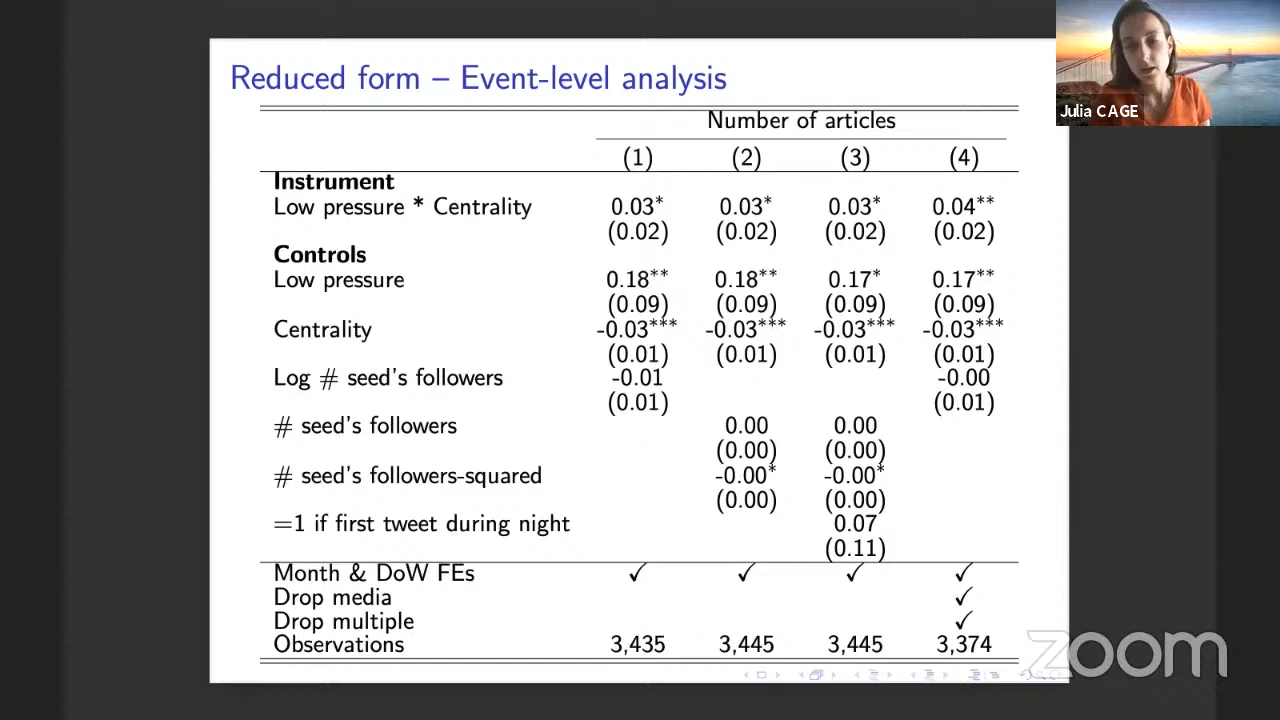 Reduced form – Event-level analysis
Julia CAGE
Number of articles
(1) (2) (3) (4)
Instrument
Low pressure * Centrality 0.03* 0.03* 0.03* 0.04**
(0.02) (0.02) (0.02) (0.02)
Controls
Low pressure 0.18** 0.18** 0.17* 0.17**
(0.09) (0.09) (0.09) (0.09)
Centrality -0.03*** -0.03*** -0.03*** -0.03***
(0.01) (0.01) (0.01) (0.01)
Log # seed's followers -0.01 -0.00
(0.01) (0.01)
# seed's followers 0.00 0.00
(0.00) (0.00)
# seed's followers-squared -0.00* -0.00*
(0.00) (0.00)
=1 if first tweet during night 0.07
(0.11)
Month & DoW FEs ✓ ✓ ✓ ✓
Drop media ✓
Drop multiple ✓
Observations 3,435 3,445 3,445 3,374
zoom